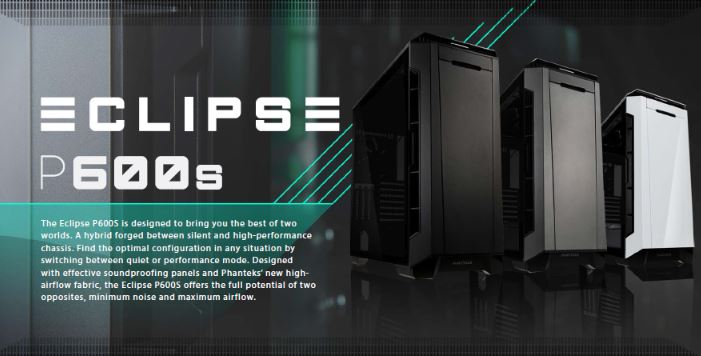 ECLIPSE
P600s
The Eclipse P600S is designed to bring you the best of two
worlds. A hybrid forged between silent and high-performance
chassis. Find the optimal configuration in any situation by
switching between quiet or performance mode. Designed
with effective soundproofing panels and Phanteks’ new high-
airflow fabric, the Eclipse P600S offers the full potential of two
opposites, minimum noise and maximum airflow.